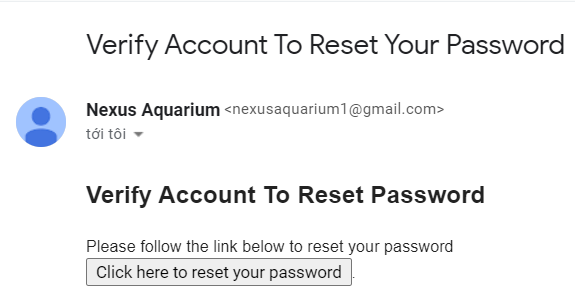 Verify Account To Reset Your Password
Nexus Aquarium <nexusaquarium1@gmail.com>
tới tôi
Verify Account To Reset Password
Please follow the link below to reset your password
Click here to reset your password.